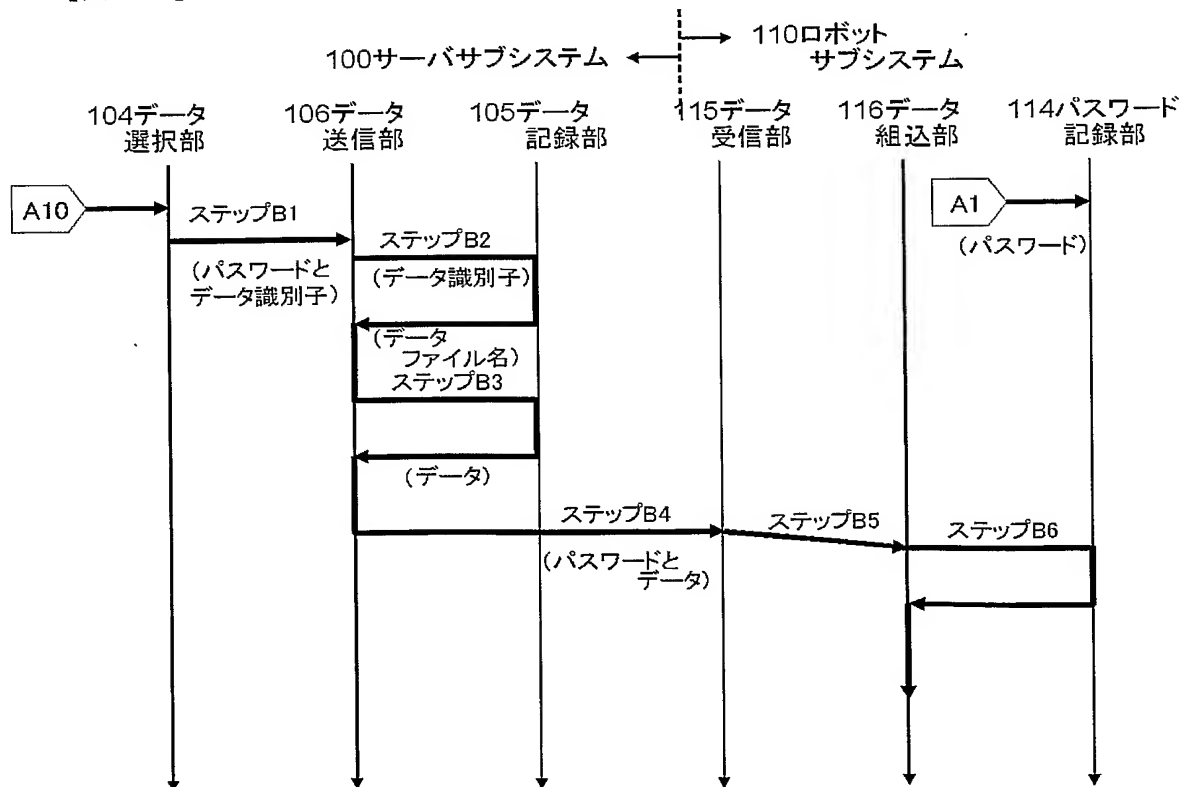 110ロボット
サブシステム
100サーバサブシステム
104データ
選択部
106データ
送信部
105データ
記録部
115データ
受信部
116データ
組込部
114パスワード
記録部
A10
ステップB1
(パスワードと
データ識別子)
ステップB2
(データ識別子)
A1
(パスワード)
(データ
ファイル名)
ステップB3
(データ)
ステップB4
(パスワードと
データ)
ステップB5
ステップB6